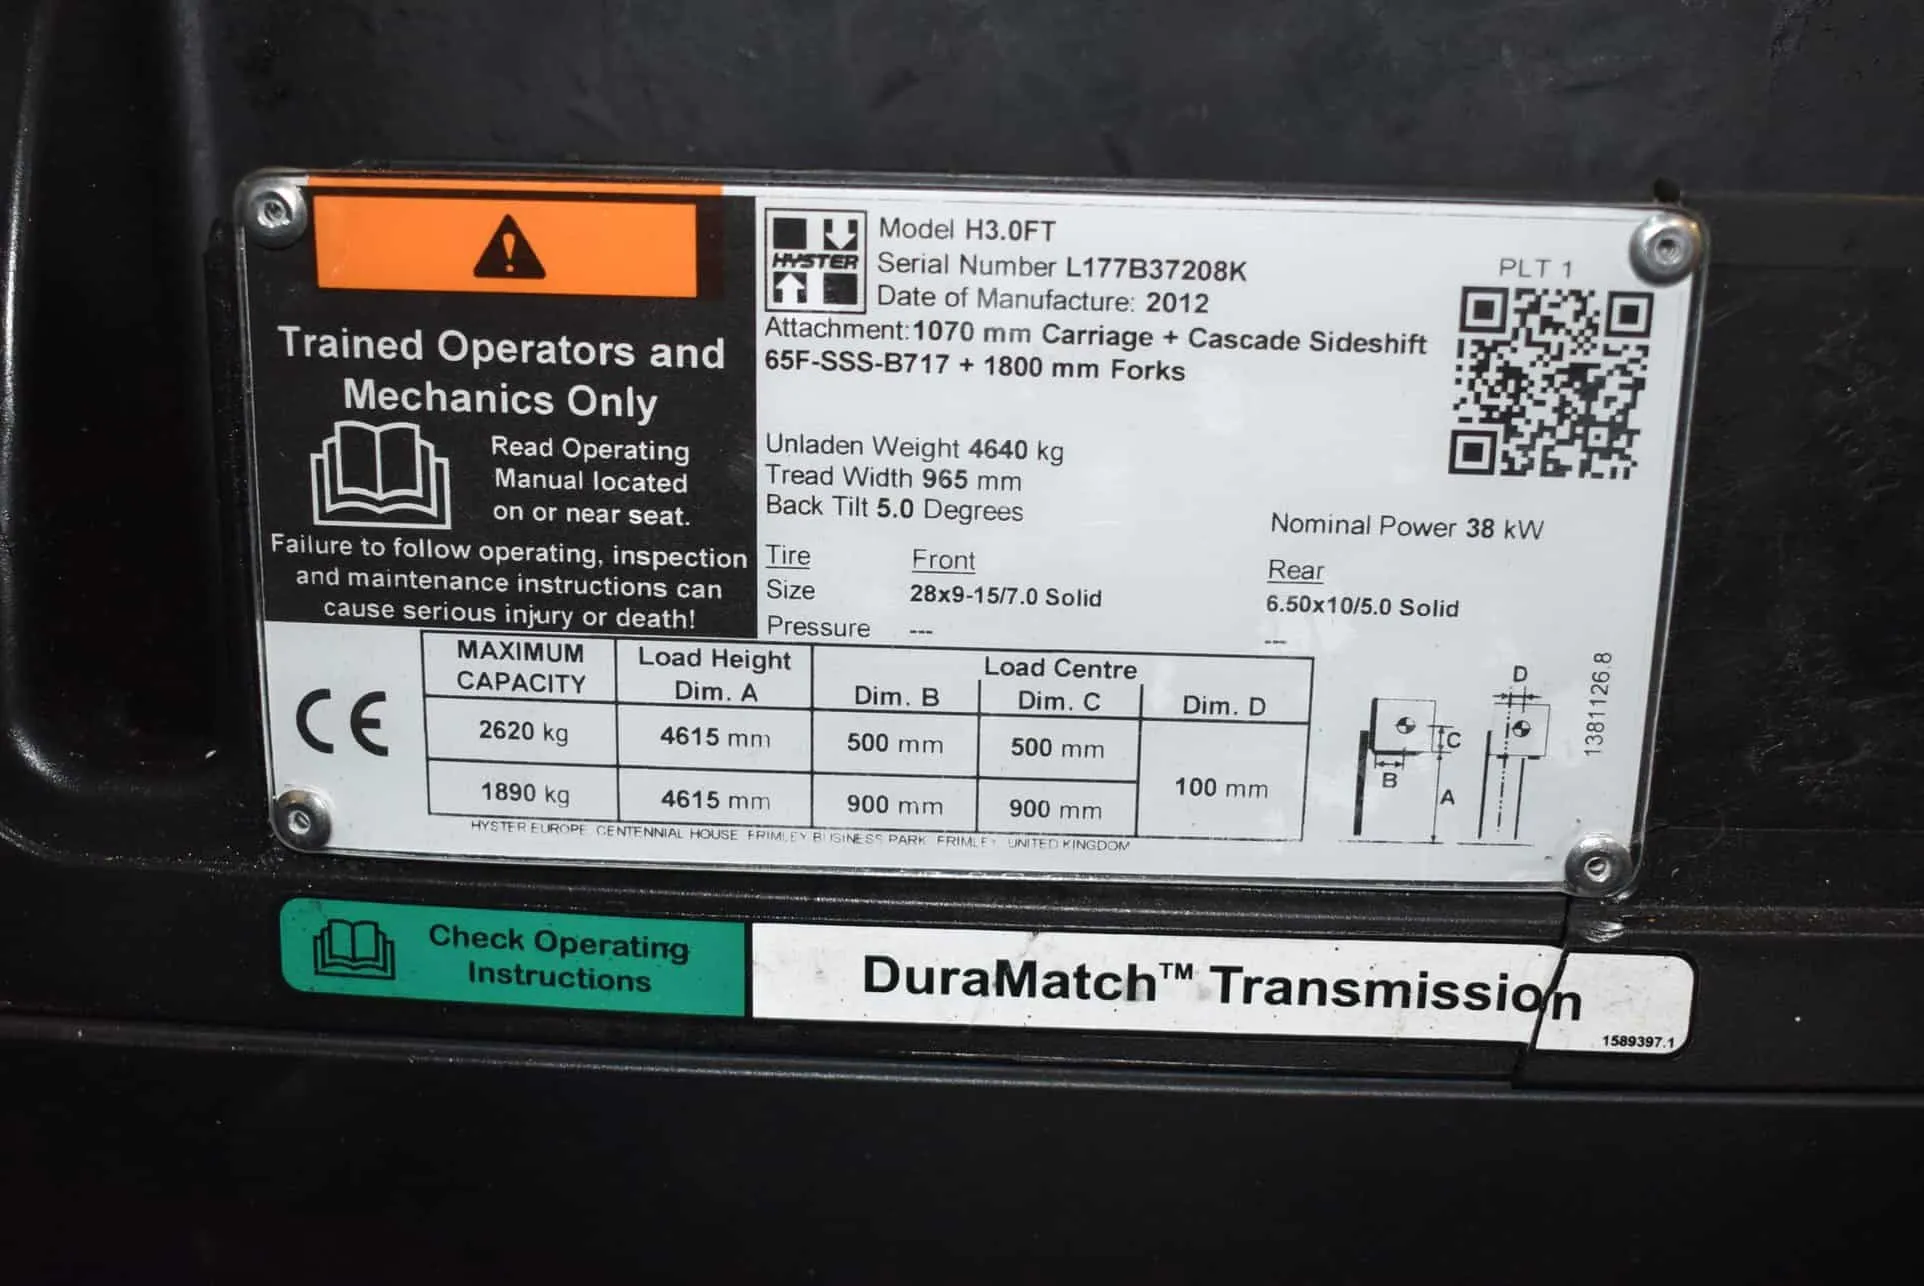 Trained Operators and
Mechanics Only
Read Operating
Manual located
on or near seat.
Failure to follow operating, inspection
and maintenance instructions can
cause serious injury or death!
HYSTER
Model H3.0FT
Serial Number L177B37208K
Date of Manufacture: 2012
Attachment: 1070 mm Carriage + Cascade Sideshift
65F-SSS-B717 + 1800 mm Forks
PLT 1
Unladen Weight 4640 kg
Tread Width 965 mm
Back Tilt 5.0 Degrees
Nominal Power 38 kW
Tire Front Rear
Size 28x9-15/7.0 Solid 6.50x10/5.0 Solid
Pressure --- ---
CE
MAXIMUM CAPACITY Load Height Dim. A Load Centre
Dim. B Dim. C Dim. D
2620 kg 4615 mm 500 mm 500 mm 100 mm
1890 kg 4615 mm 900 mm 900 mm
D
C
B
A
1381126.8
HYSTER EUROPE, CENTENNIAL HOUSE, FRIMLEY BUSINESS PARK, FRIMLEY, UNITED KINGDOM
Check Operating
Instructions
DuraMatch™ Transmission
1589397.1